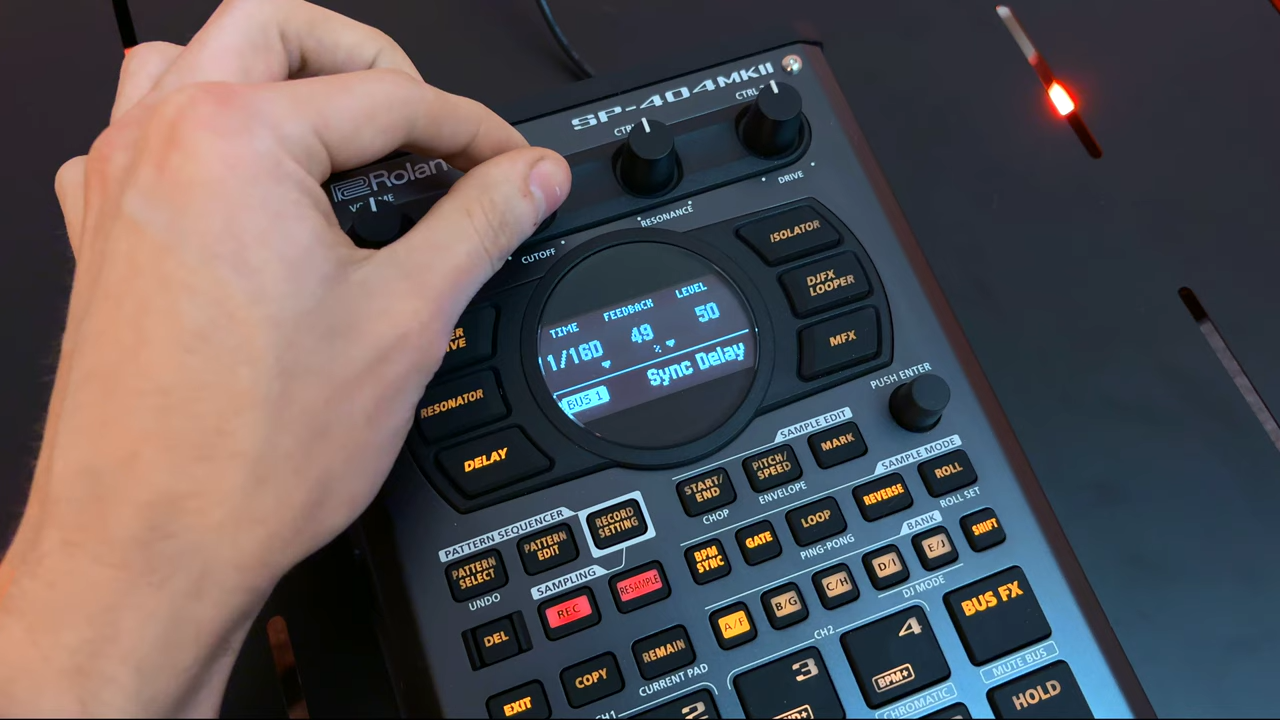 SP-404MKII
Roland
CUTOFF
RESONANCE
DRIVE
TIME FEEDBACK LEVEL
1/16D 49 50
%
Sync Delay
BUS 1
ISOLATOR
DJFX
LOOPER
MFX
RESONATOR
DELAY
PUSH ENTER
SAMPLE EDIT
START/
END
PITCH/
SPEED
MARK
CHOP
ENVELOPE
SAMPLE MODE
BPM
SYNC
GATE
LOOP
REVERSE
ROLL
PING-PONG
ROLL SET
PATTERN SEQUENCER
PATTERN
SELECT
PATTERN
EDIT
RECORD
SETTING
UNDO
SAMPLING
REC
RESAMPLE
BANK
A/F
B/G
C/H
D/I
E/J
SHIFT
DJ MODE
DEL
COPY
REMAIN
CURRENT PAD
EXIT
CH1
CH2
2
3
4
BPM+
CHROMATIC
BUS FX
MUTE BUS
HOLD